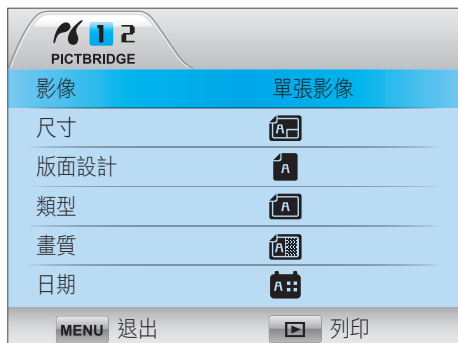 1 2
PICTBRIDGE
影像 單張影像
尺寸 A
版面設計 A
類型 A
畫質 A
日期 A
MENU 退出 列印